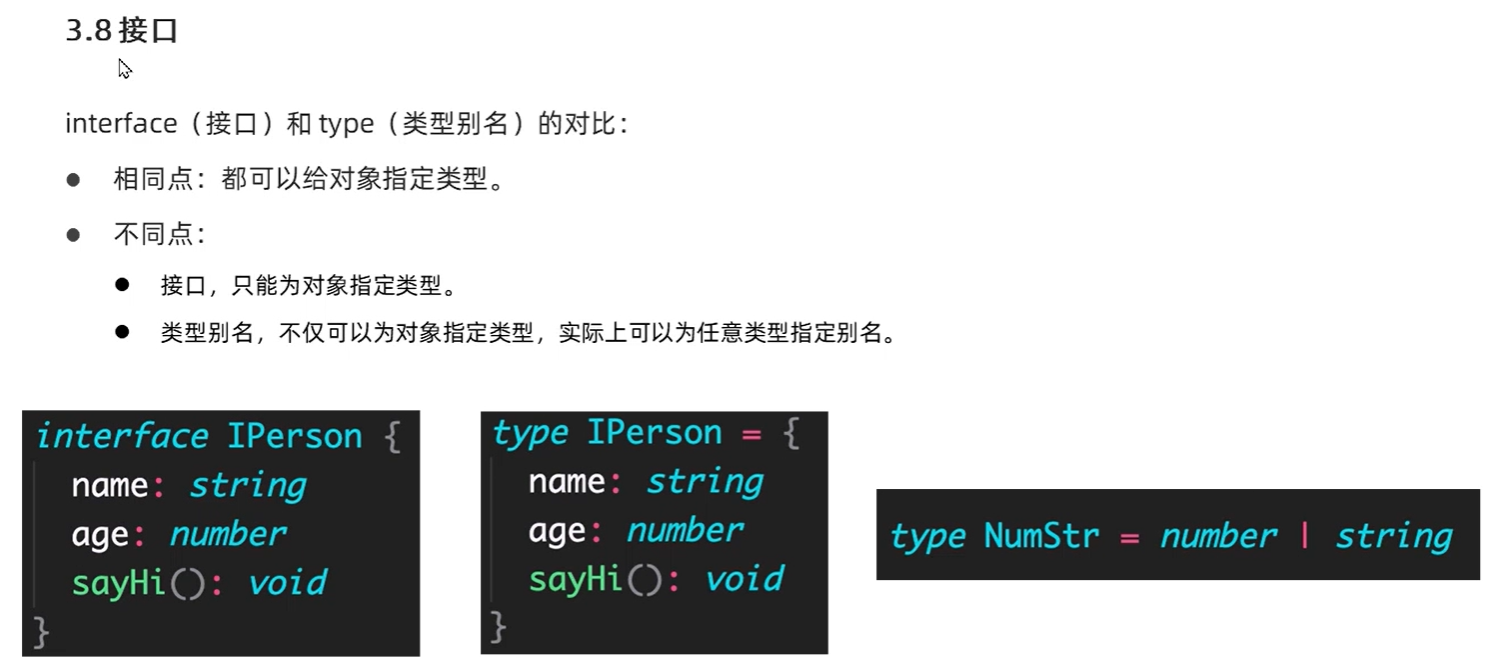 3.8 接口
interface（接口）和 type（类型别名）的对比：
● 相同点：都可以给对象指定类型。
● 不同点：
● 接口，只能为对象指定类型。
● 类型别名，不仅可以为对象指定类型，实际上可以为任意类型指定别名。
interface IPerson {
name: string
age: number
sayHi(): void
}
type IPerson = {
name: string
age: number
sayHi(): void
}
type NumStr = number | string